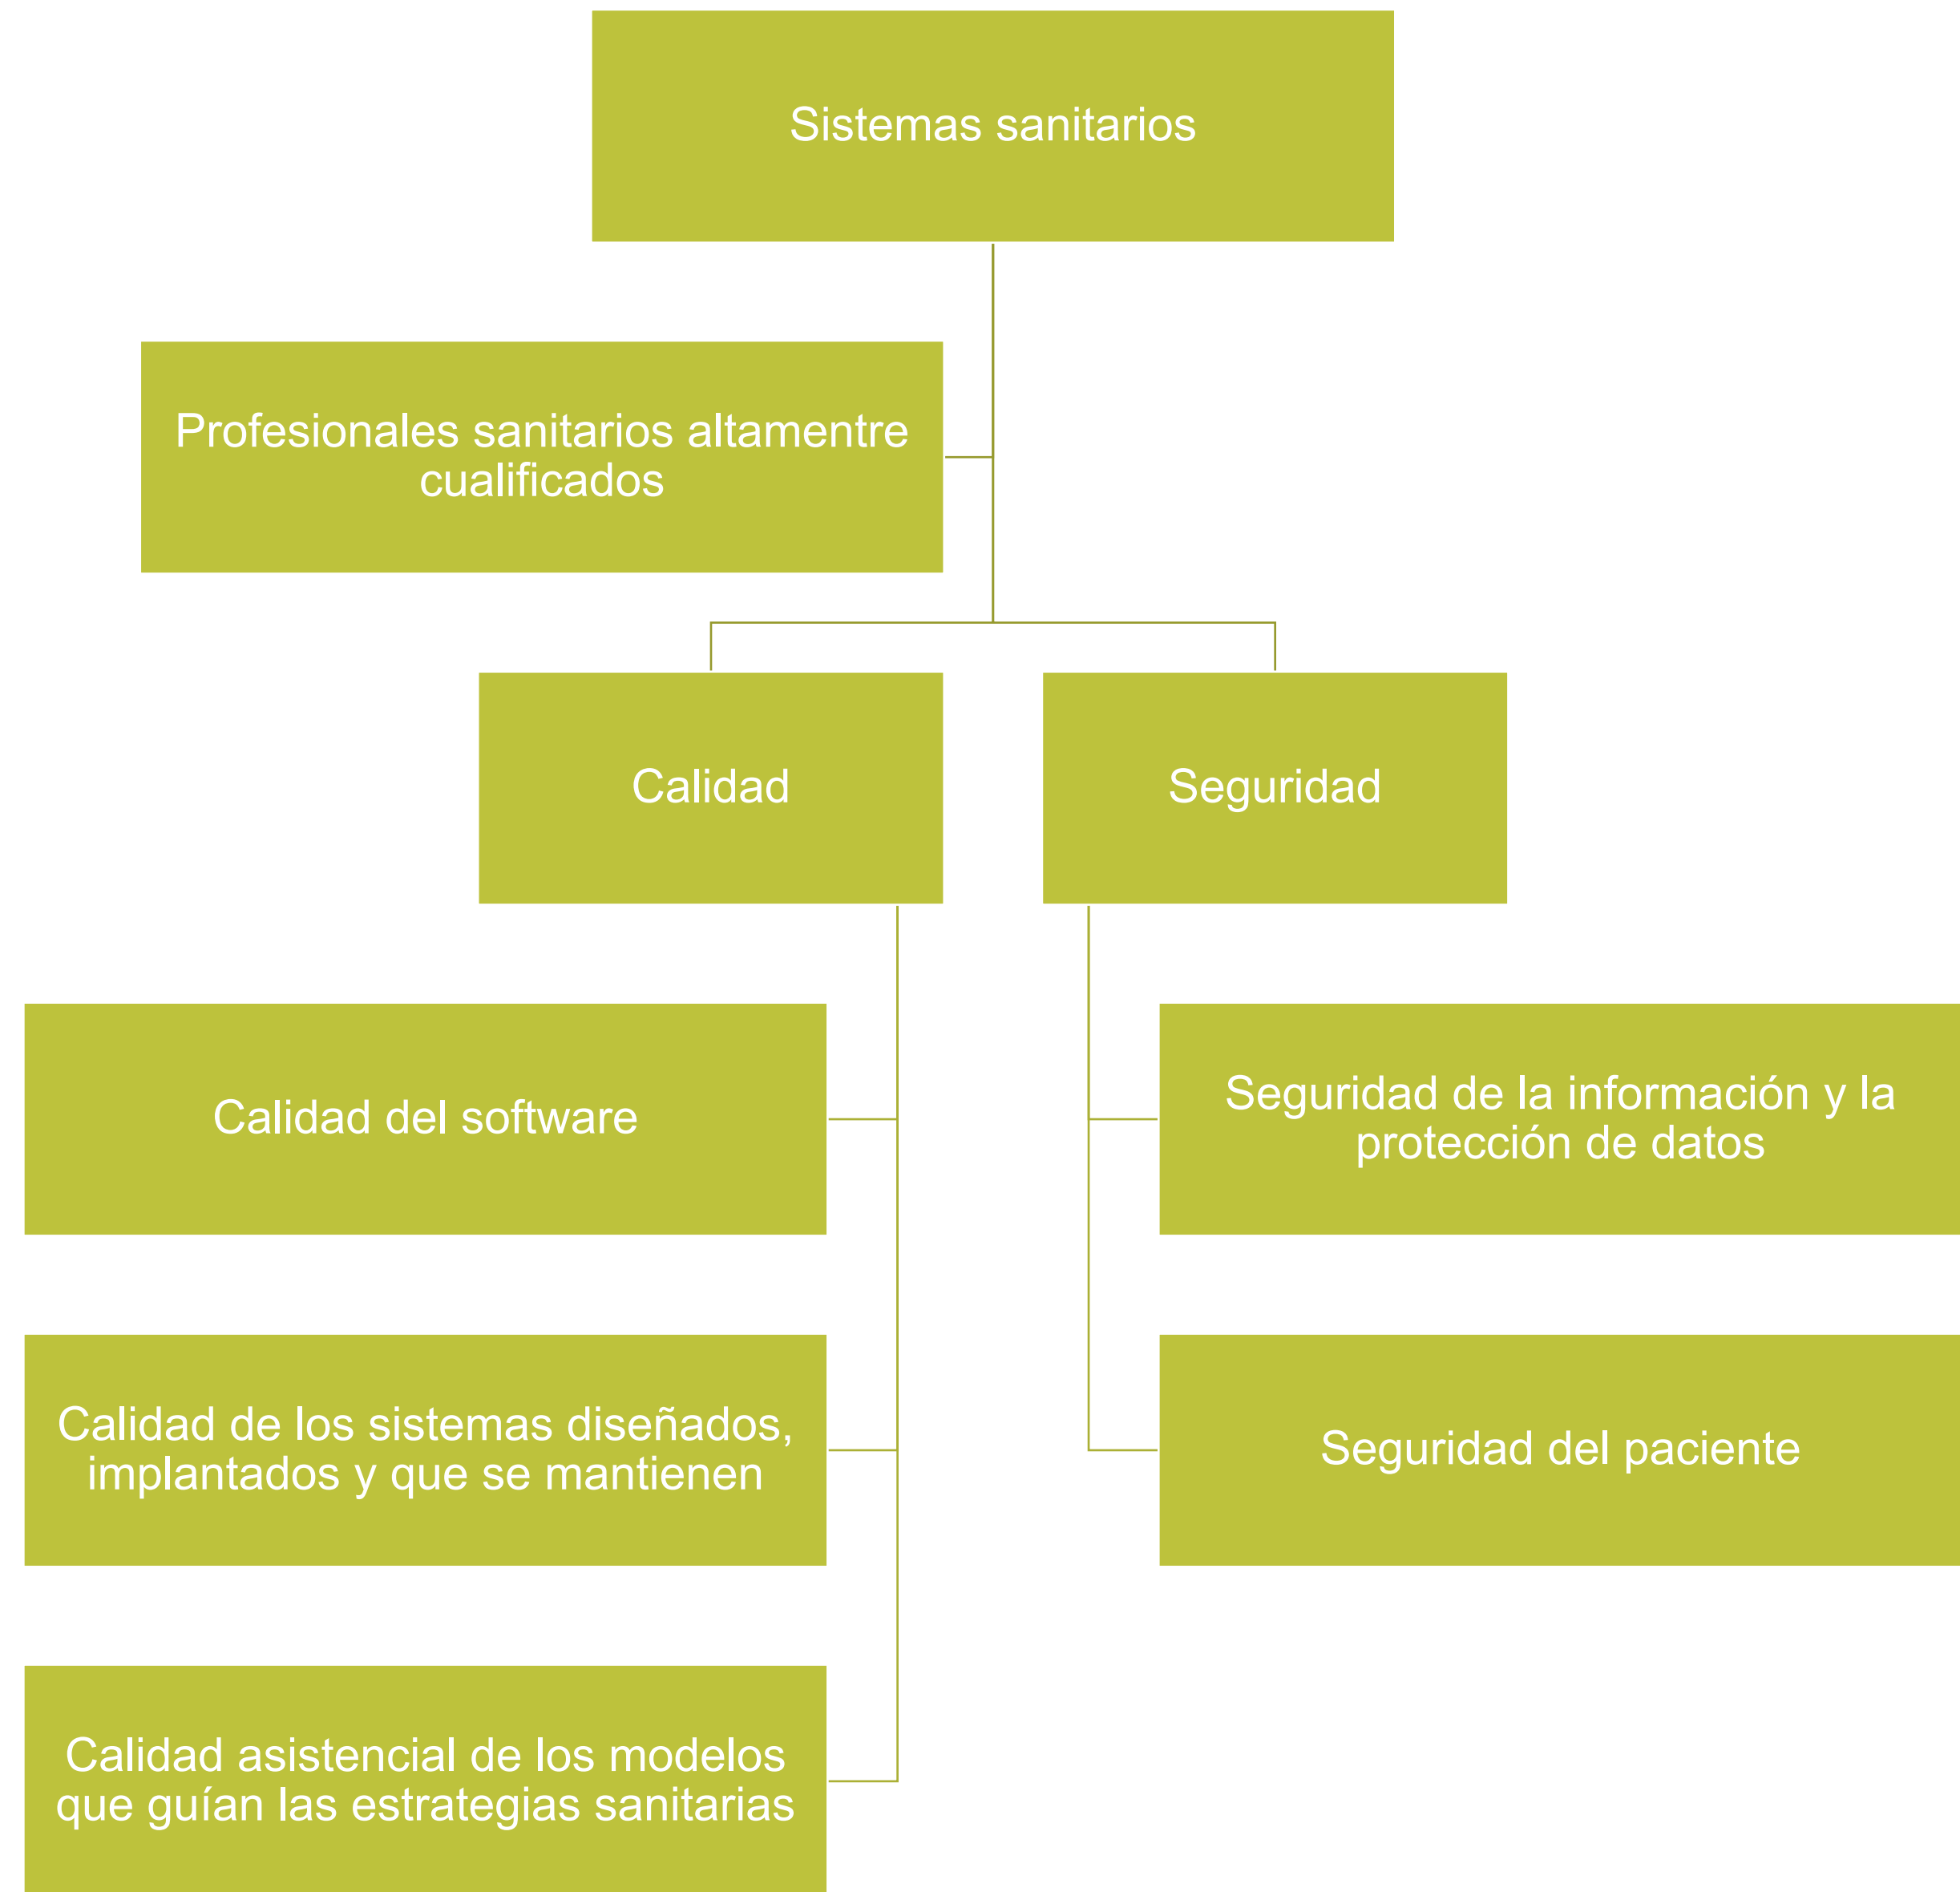 Sistemas sanitarios
Profesionales sanitarios altamentre
cualificados
Calidad
Seguridad
Calidad del software
Seguridad de la información y la
protección de datos
Calidad de los sistemas diseñados,
implantados y que se mantienen
Seguridad del paciente
Calidad asistencial de los modelos
que guían las estrategias sanitarias